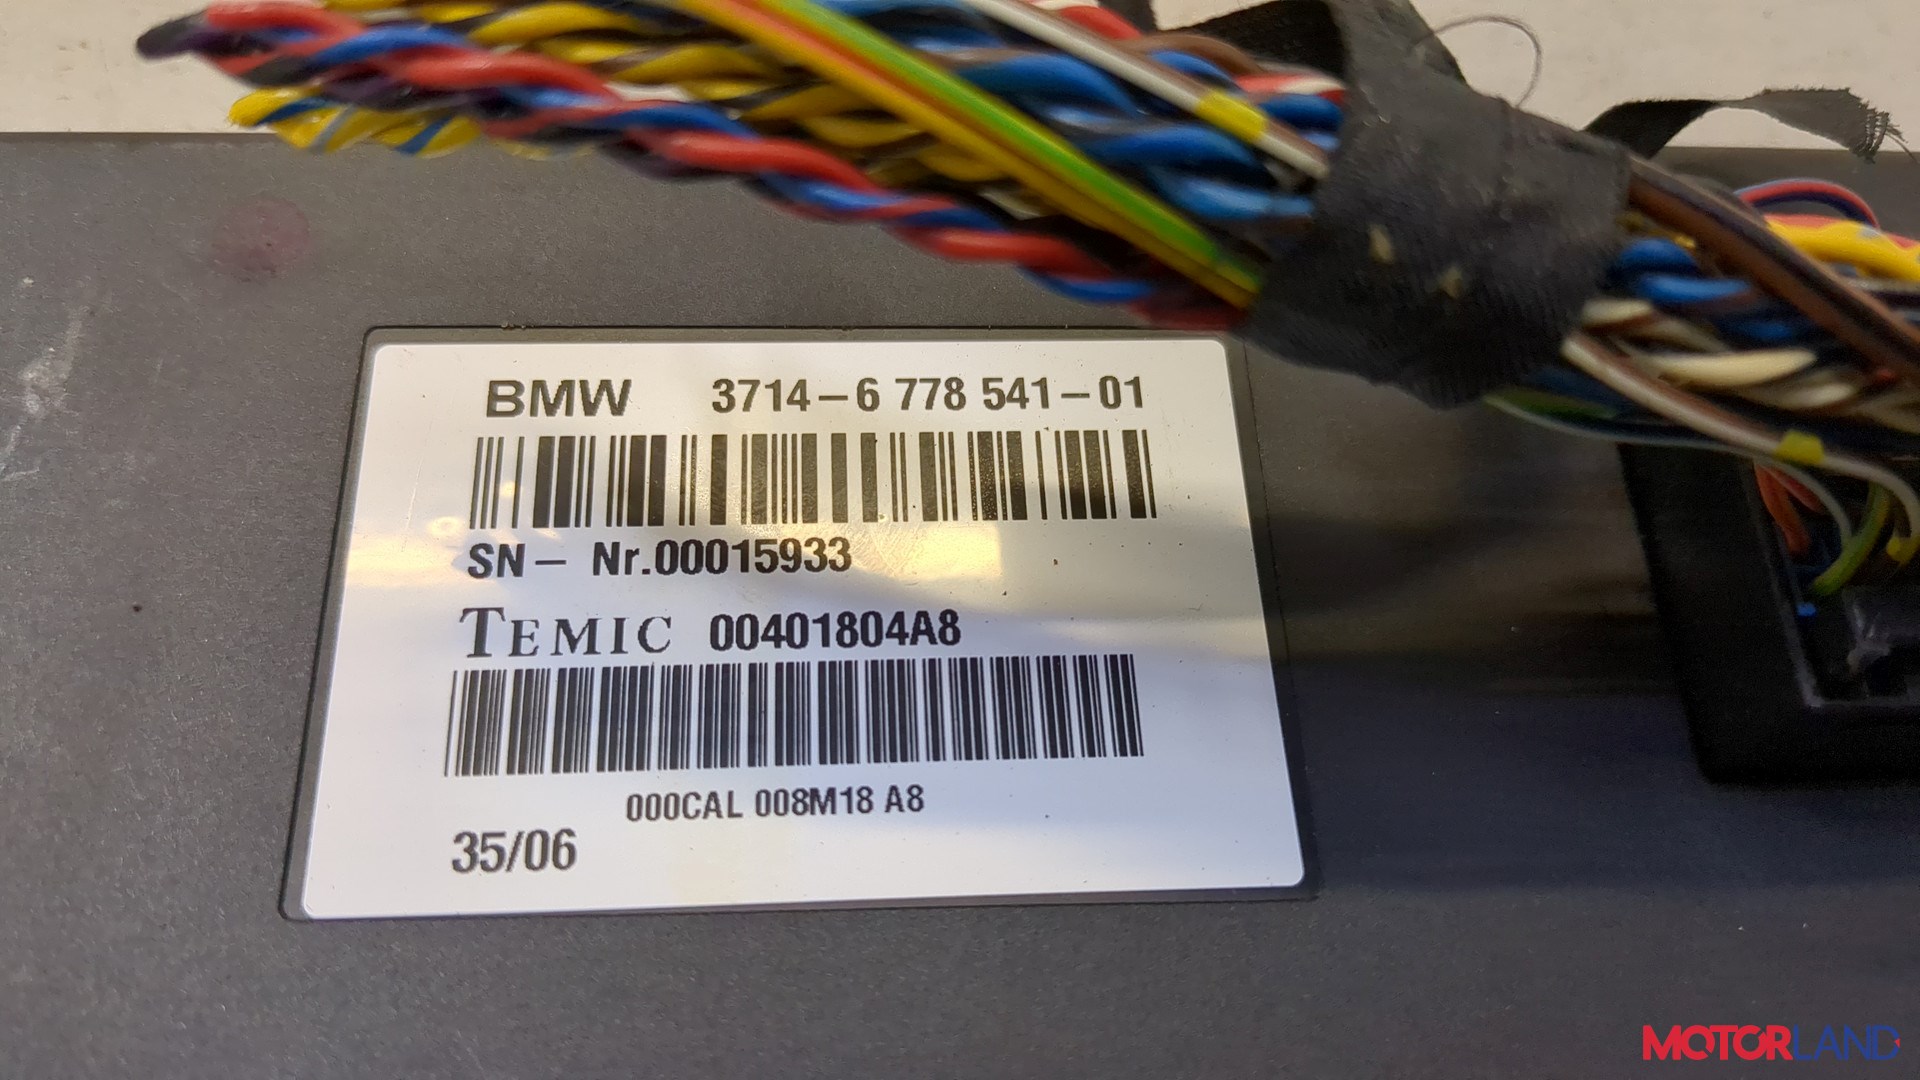 BMW 3714-6 778 541-01
SN- Nr.00015933
TEMIC 00401804A8
000CAL 008M18 A8
35/06
MOTORLAND